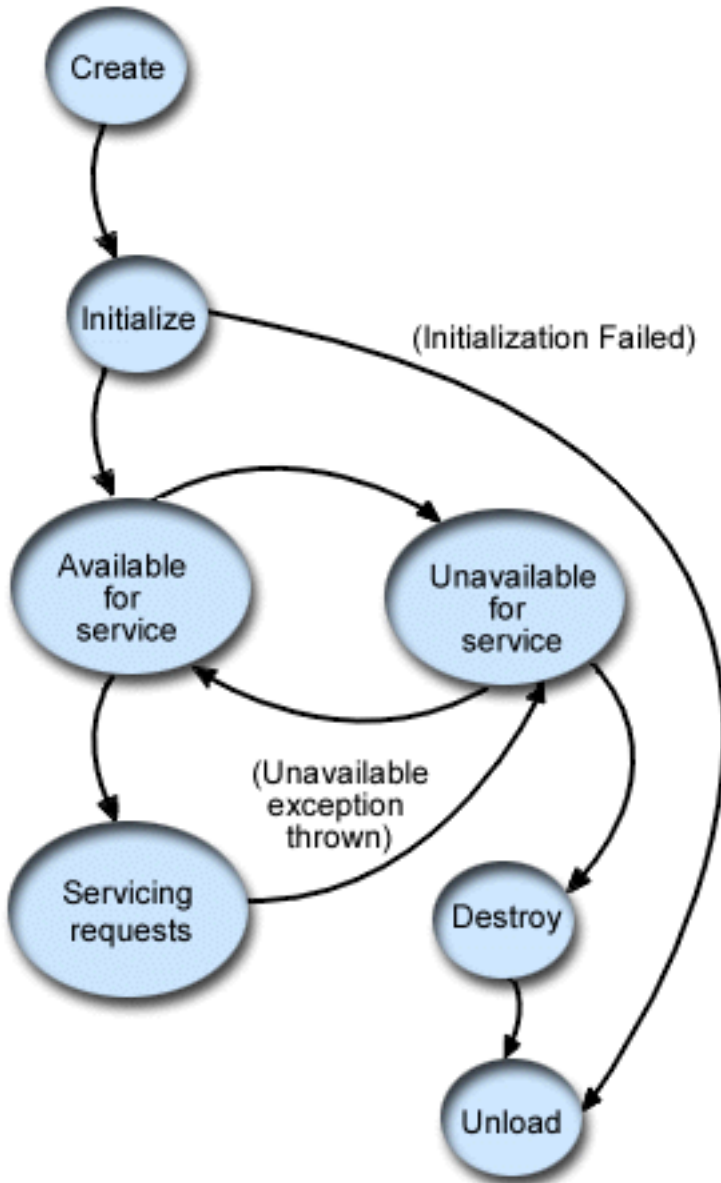 Create
Initialize
(Initialization Failed)
Available
for
service
Unavailable
for
service
(Unavailable
exception
thrown)
Servicing
requests
Destroy
Unload